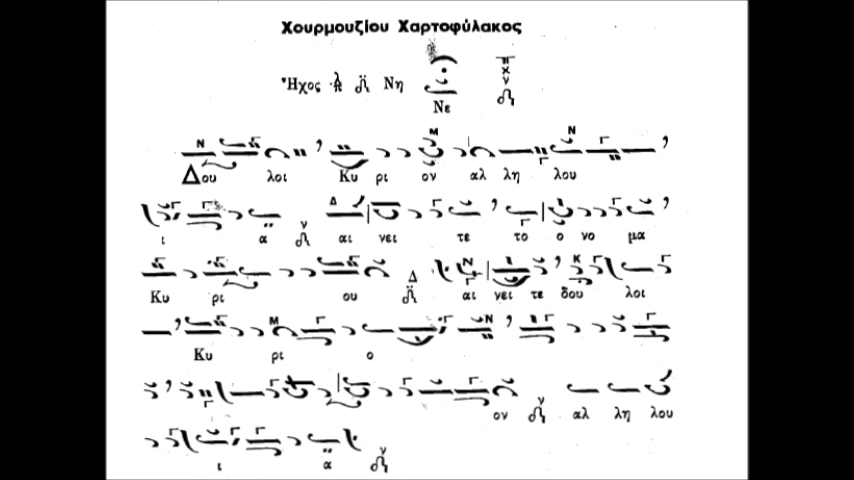 Χουρμουζίου Χαρτοφύλακος
Ἦχος Νη
Νε
Δου λοι Κυ ρι ον αλ λη λου
ι α αι νει τε το ο νο μα
Κυ ρι ου αι νει τε δου λοι
Κυ ρι ο
ον αλ λη λου
ι α